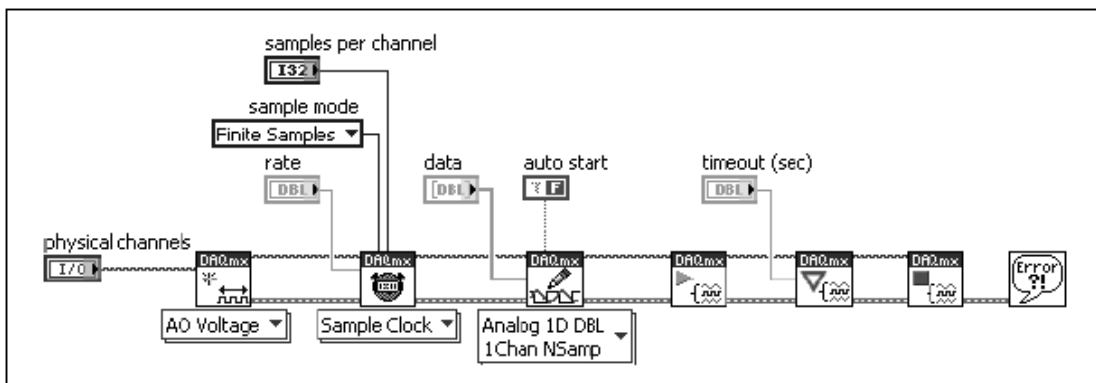 samples per channel
I32
sample mode
Finite Samples
rate
DBL
data
[DBL]
auto start
F
timeout (sec)
DBL
physical channels
I/O
DAQmx
DAQmx
DAQmx
DAQmx
DAQmx
DAQmx
Error
?!
AO Voltage
Sample Clock
Analog 1D DBL
1Chan NSamp